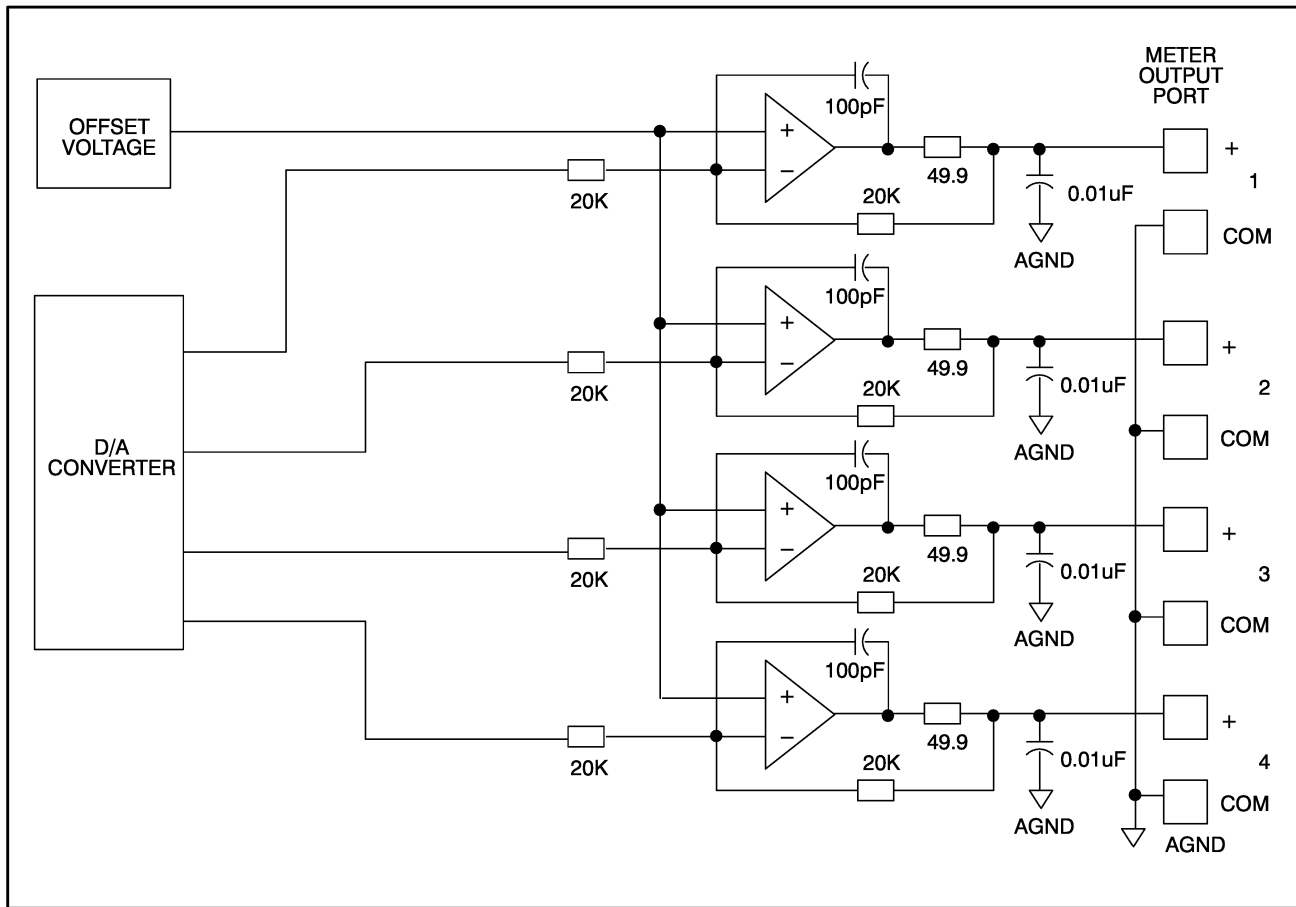 METER
OUTPUT
PORT
OFFSET
VOLTAGE
100pF
+
−
20K
49.9
20K
0.01uF
AGND
+
1
COM
100pF
+
−
20K
49.9
20K
0.01uF
AGND
+
2
COM
D/A
CONVERTER
100pF
+
−
20K
49.9
20K
0.01uF
AGND
+
3
COM
100pF
+
−
20K
49.9
20K
0.01uF
AGND
+
4
COM
AGND